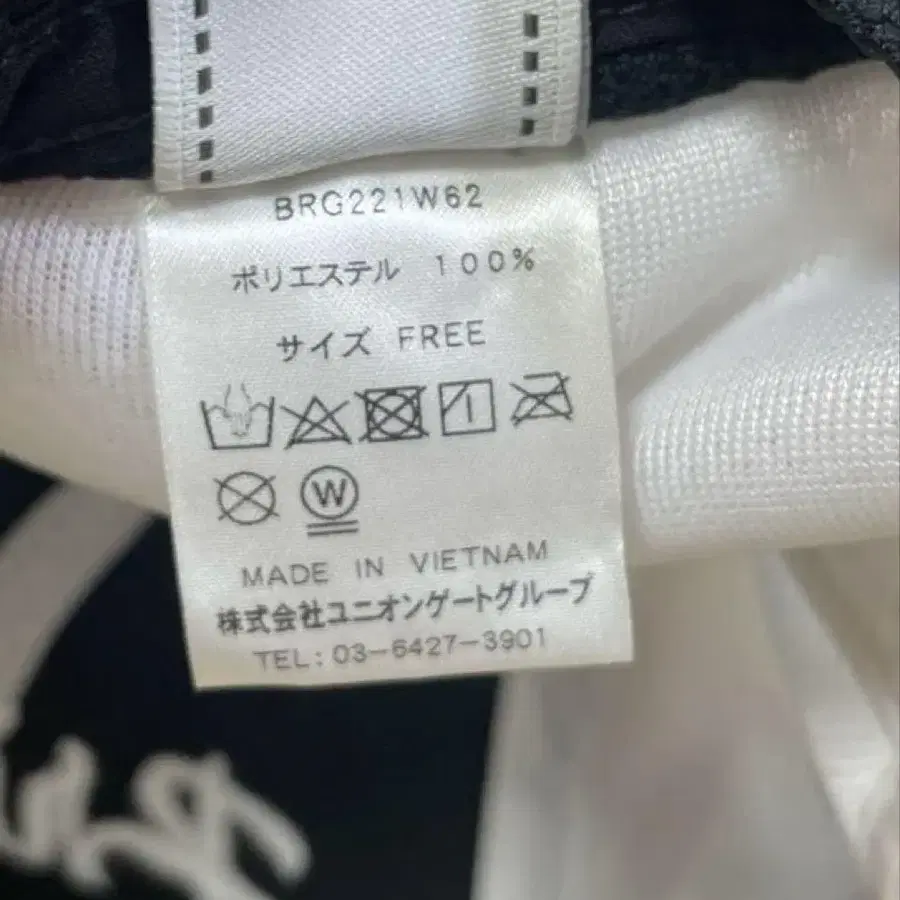 BRG221W62
ポリエステル 100%
サイズ FREE
W
MADE IN VIETNAM
株式会社ユニオンゲートグループ
TEL: 03-6427-3901